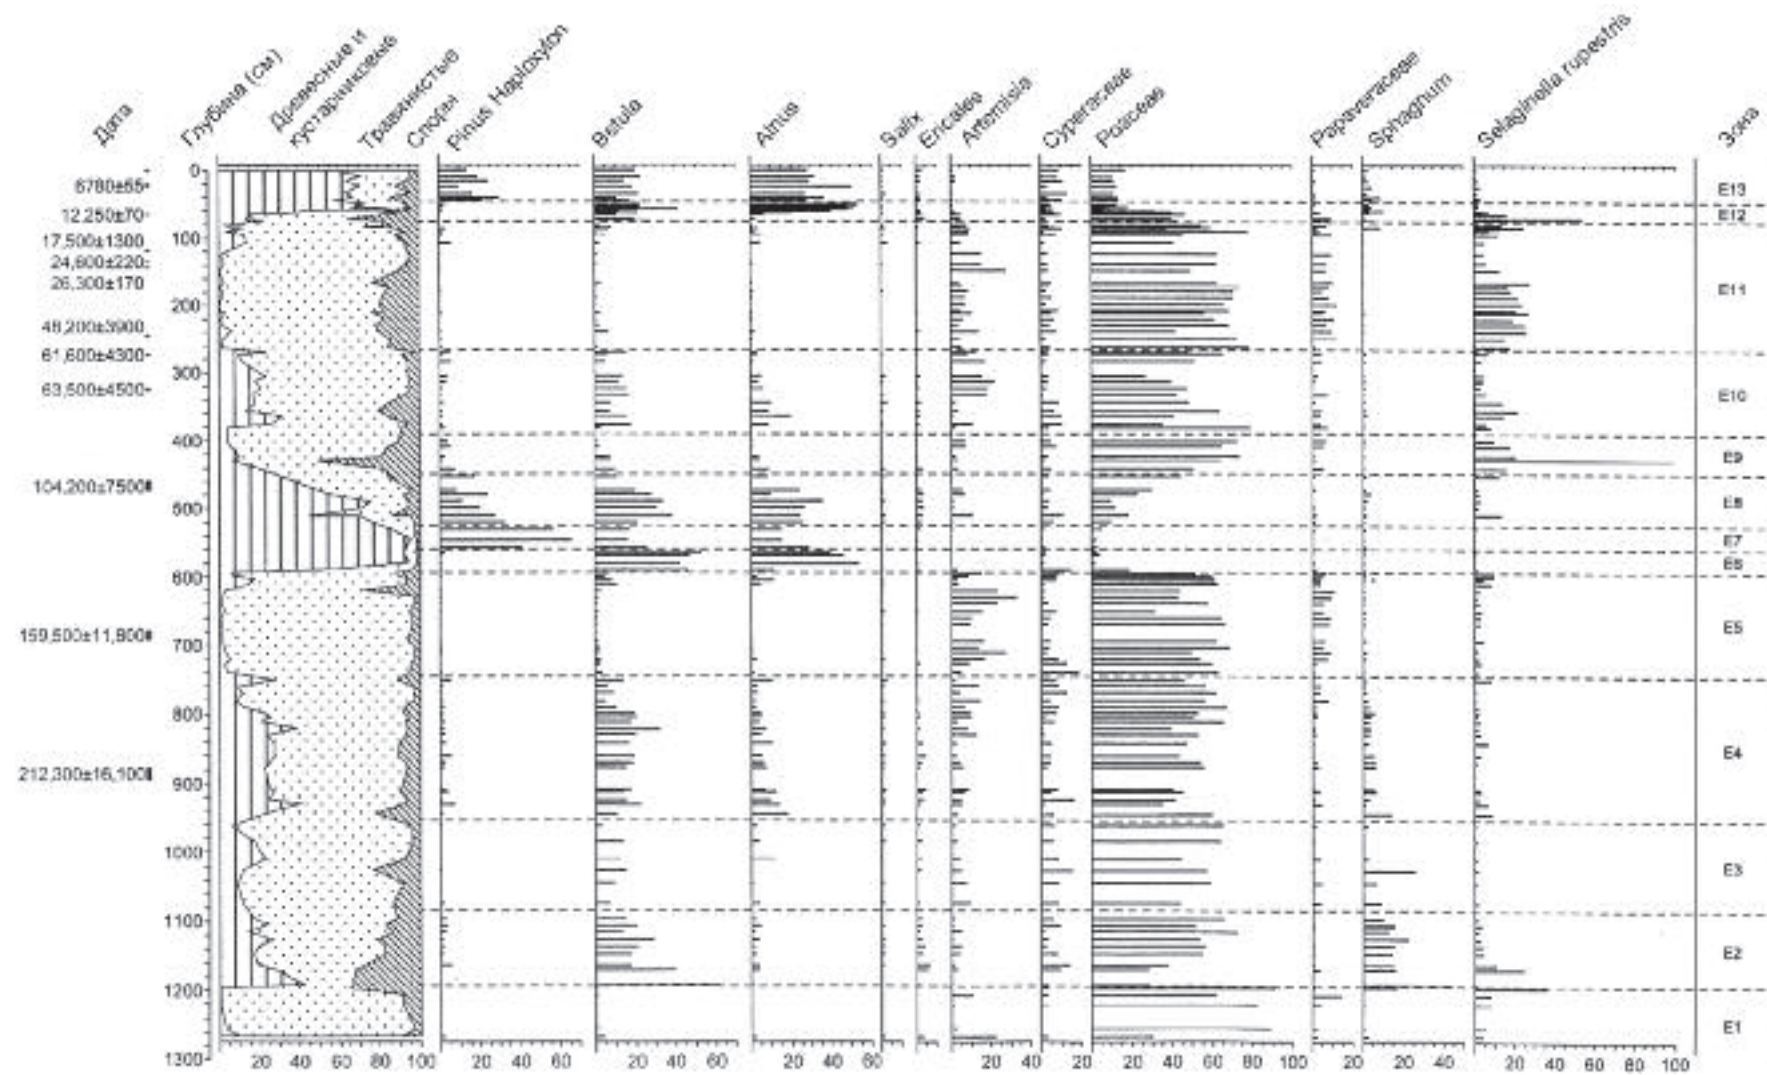 Дата
Глубина (см)
Древесные и
кустарниковые
Травянистые
Споры
Pinus Haploxylon
Betula
Alnus
Salix
Ericales
Artemisia
Cyperaceae
Poaceae
Papaveraceae
Sphagnum
Selaginella rupestris
Зона
6780±55
12,250±70
17,500±1300
24,600±220
26,300±170
48,200±3900
61,600±4300
63,500±4500
104,200±7500
159,500±11,800
212,300±16,100
0
100
200
300
400
500
600
700
800
900
1000
1100
1200
1300
E13
E12
E11
E10
E9
E8
E7
E6
E5
E4
E3
E2
E1
20 40 60 80 100
20 40 60
20 40 60
20 40 60
20 40
20
20 40 60 80 100
20
20 40
20 40 60 80 100